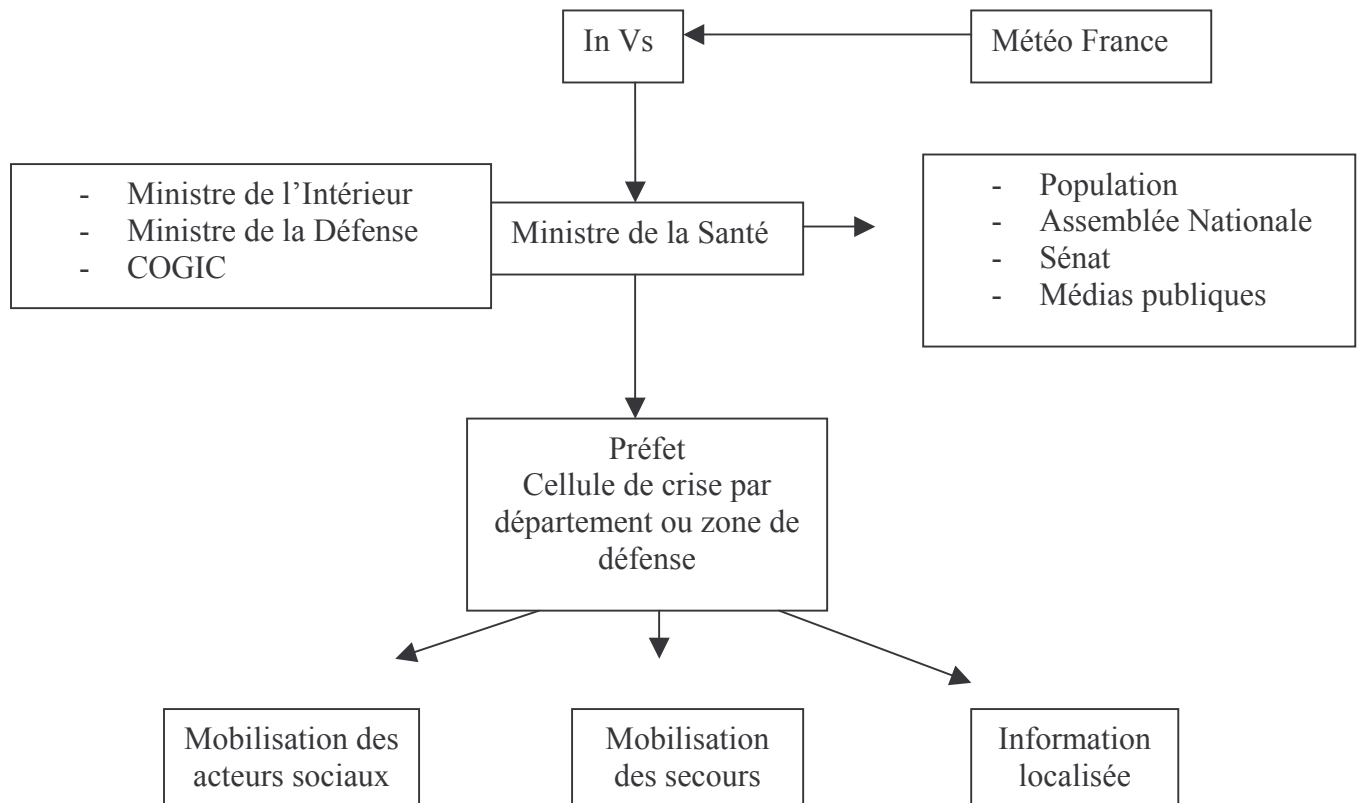 In Vs
Météo France
- Ministre de l’Intérieur
- Ministre de la Défense
- COGIC
Ministre de la Santé
- Population
- Assemblée Nationale
- Sénat
- Médias publiques
Préfet
Cellule de crise par
département ou zone de
défense
Mobilisation des
acteurs sociaux
Mobilisation
des secours
Information
localisée